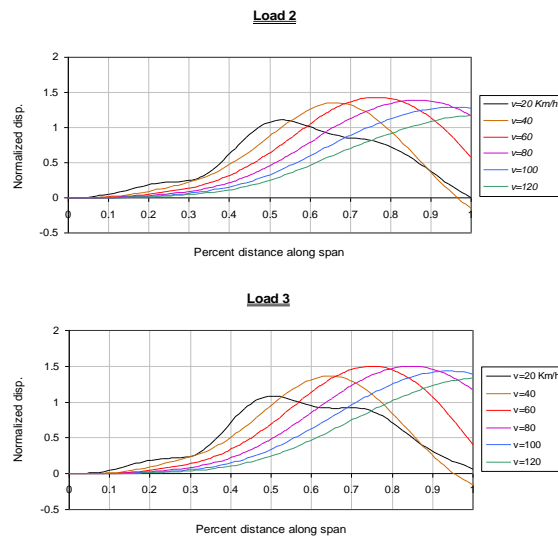 Load 2
2
1.5
1
0.5
0
-0.5
Normalized disp.
0 0.1 0.2 0.3 0.4 0.5 0.6 0.7 0.8 0.9 1
Percent distance along span
v=20 Km/h
v=40
v=60
v=80
v=100
v=120
Load 3
2
1.5
1
0.5
0
-0.5
Normalized disp.
0 0.1 0.2 0.3 0.4 0.5 0.6 0.7 0.8 0.9 1
Percent distance along span
v=20 Km/h
v=40
v=60
v=80
v=100
v=120